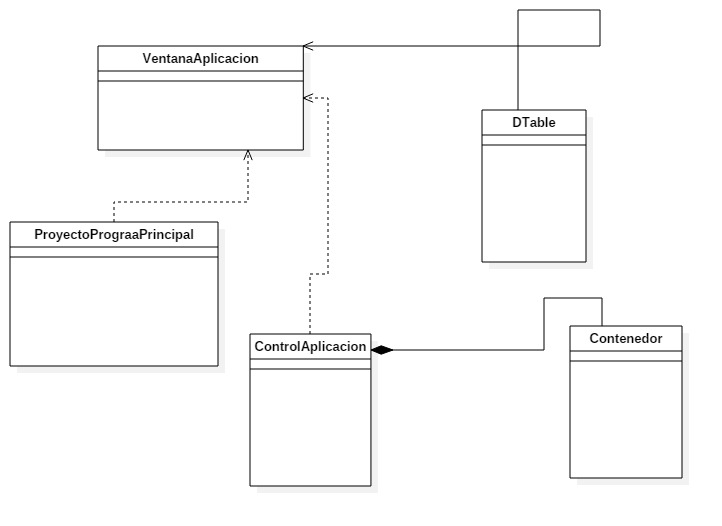 VentanaAplicacion
DTable
ProyectoPrograaPrincipal
ControlAplicacion
Contenedor